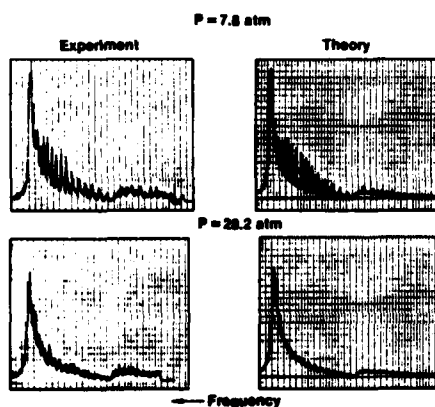 P = 7.8 atm
Experiment Theory
P = 28.2 atm
Frequency